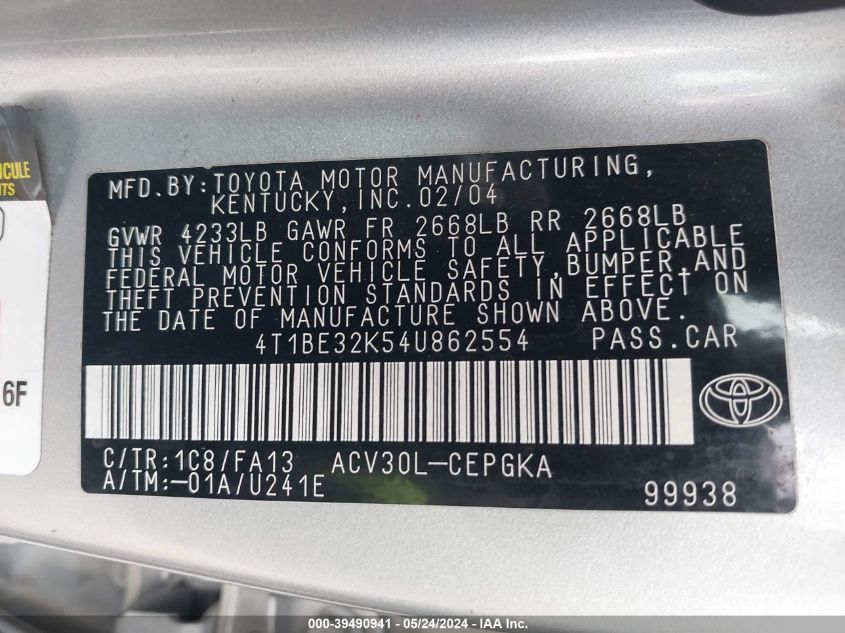 ICULE
TS
6F
MFD. BY: TOYOTA MOTOR MANUFACTURING,
KENTUCKY, INC. 02/04
GVWR 4233LB GAWR FR 2668LB RR 2668LB
THIS VEHICLE CONFORMS TO ALL APPLICABLE
FEDERAL MOTOR VEHICLE SAFETY, BUMPER, AND
THEFT PREVENTION STANDARDS IN EFFECT ON
THE DATE OF MANUFACTURE SHOWN ABOVE.
4T1BE32K54U862554 PASS. CAR
C/TR: 1C8/FA13 ACV30L-CEPGKA
A/TM: -01A/U241E
99938
000-39490941 - 05/24/2024 - IAA Inc.